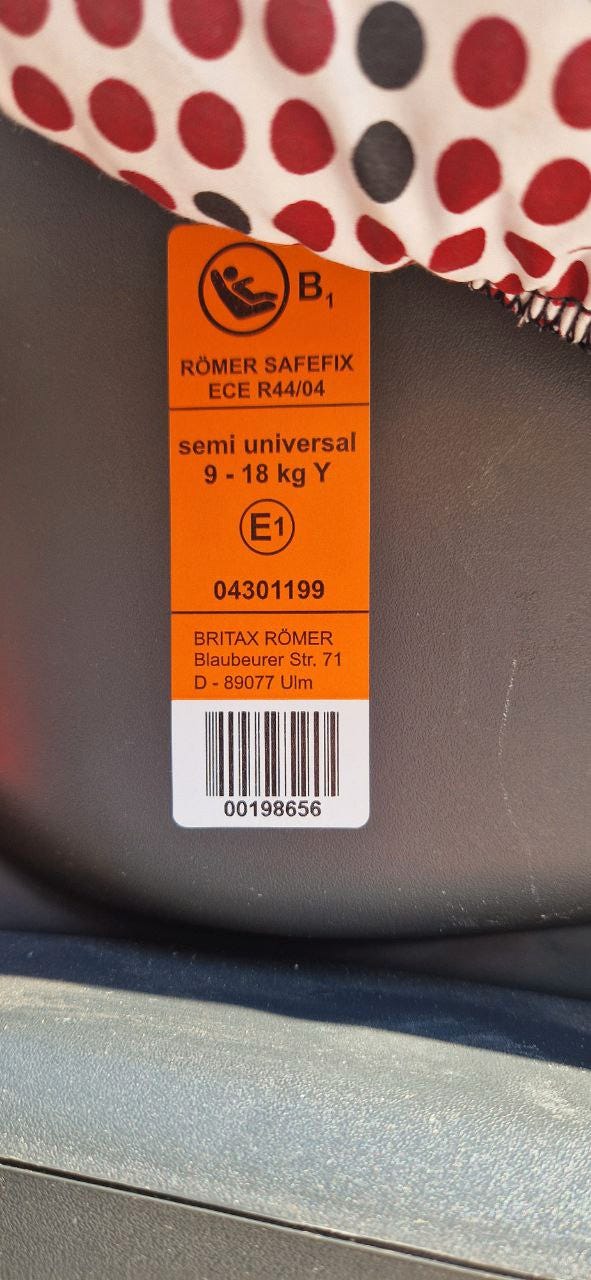 B1
RÖMER SAFEFIX
ECE R44/04
semi universal
9 - 18 kg Y
E1
04301199
BRITAX RÖMER
Blaubeurer Str. 71
D - 89077 Ulm
00198656